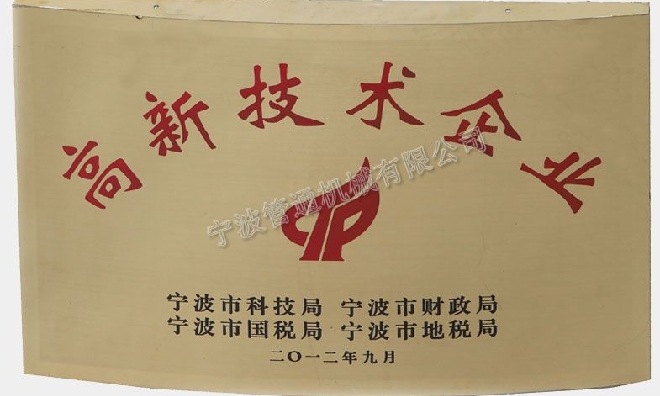 高新技术企业
宁波管通机械有限公司
宁波市科技局 宁波市财政局
宁波市国税局 宁波市地税局
二〇一二年九月